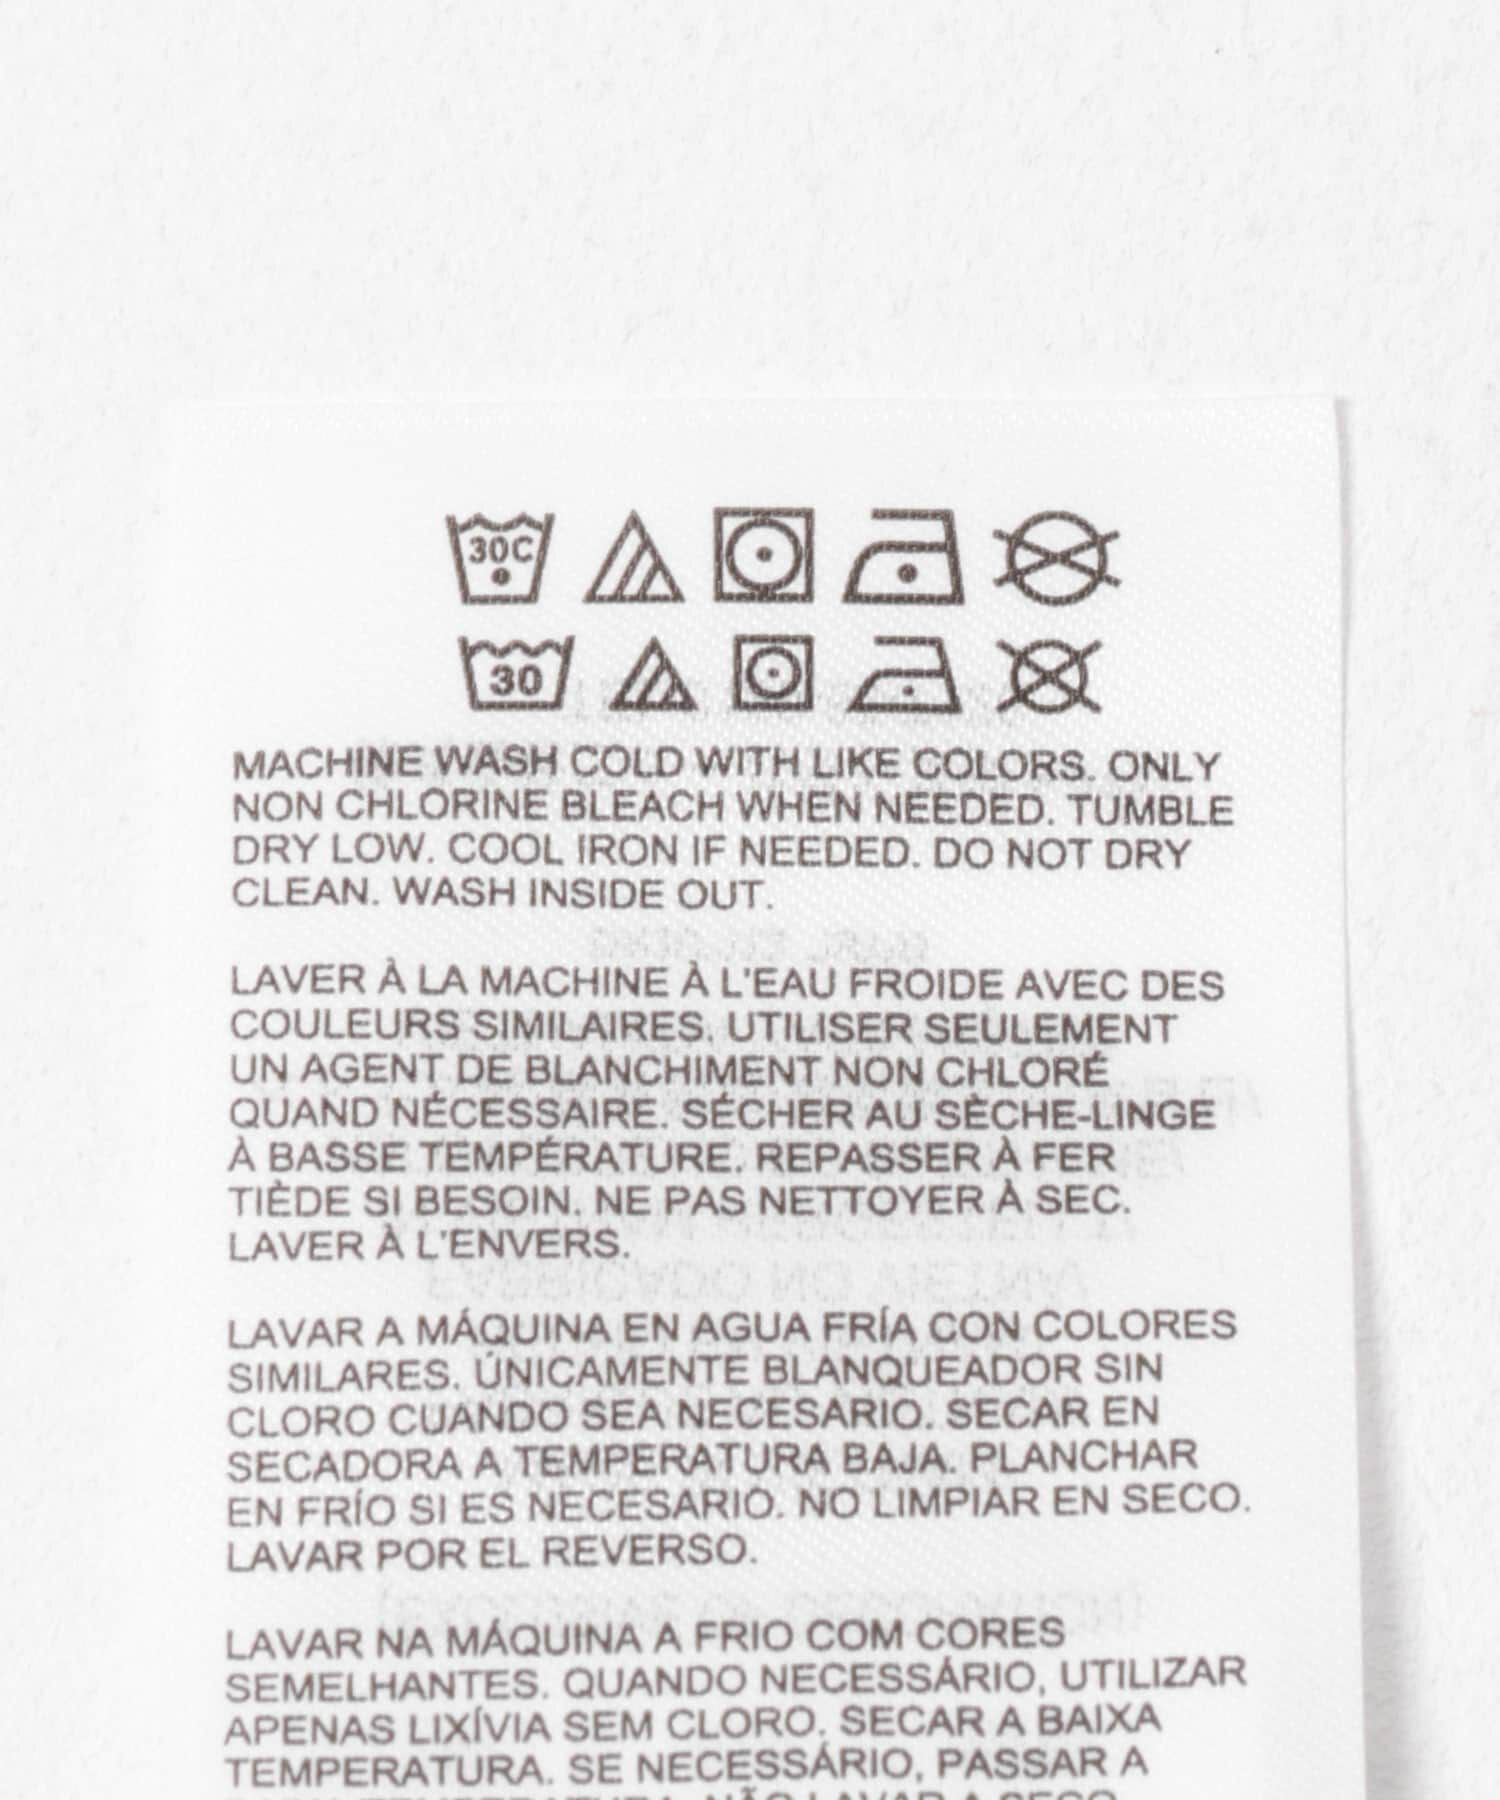 30C
30
MACHINE WASH COLD WITH LIKE COLORS. ONLY
NON CHLORINE BLEACH WHEN NEEDED. TUMBLE
DRY LOW. COOL IRON IF NEEDED. DO NOT DRY
CLEAN. WASH INSIDE OUT.
LAVER À LA MACHINE À L'EAU FROIDE AVEC DES
COULEURS SIMILAIRES. UTILISER SEULEMENT
UN AGENT DE BLANCHIMENT NON CHLORÉ
QUAND NÉCESSAIRE. SÉCHER AU SÈCHE-LINGE
À BASSE TEMPÉRATURE. REPASSER À FER
TIÈDE SI BESOIN. NE PAS NETTOYER À SEC.
LAVER À L'ENVERS.
LAVAR A MÁQUINA EN AGUA FRÍA CON COLORES
SIMILARES. ÚNICAMENTE BLANQUEADOR SIN
CLORO CUANDO SEA NECESARIO. SECAR EN
SECADORA A TEMPERATURA BAJA. PLANCHAR
EN FRÍO SI ES NECESARIO. NO LIMPIAR EN SECO.
LAVAR POR EL REVERSO.
LAVAR NA MÁQUINA A FRIO COM CORES
SEMELHANTES. QUANDO NECESSÁRIO, UTILIZAR
APENAS LIXÍVIA SEM CLORO. SECAR A BAIXA
TEMPERATURA. SE NECESSÁRIO, PASSAR A